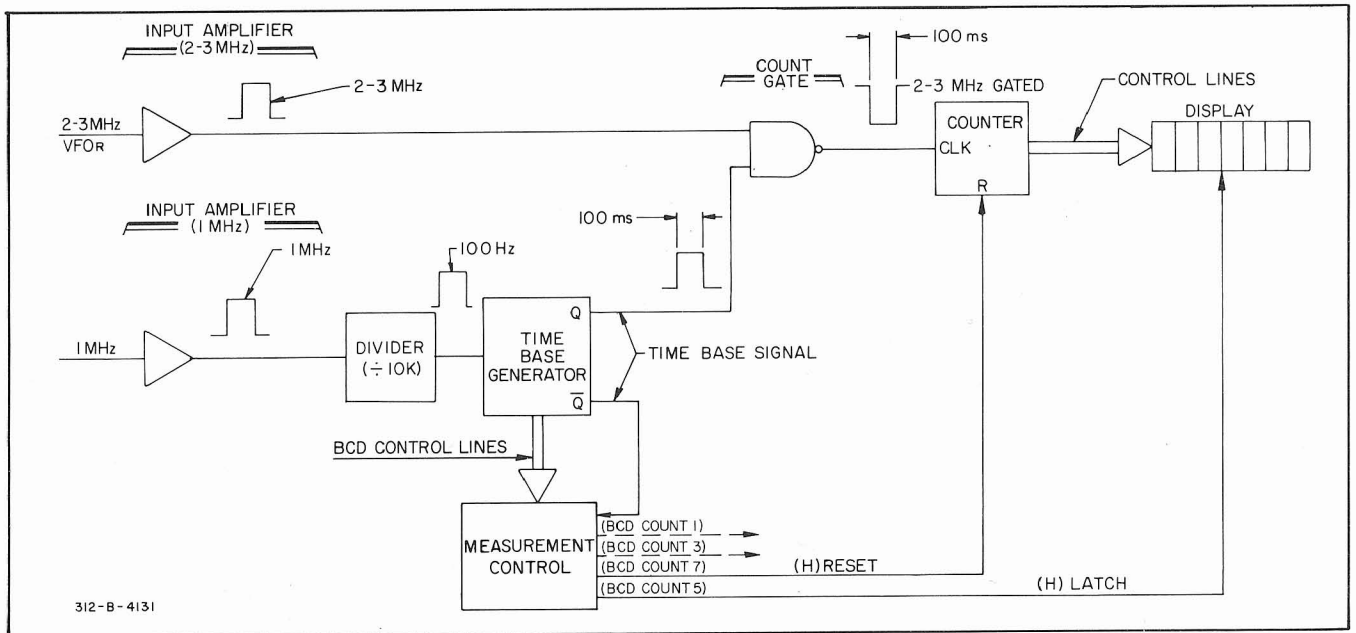 INPUT AMPLIFIER
(2-3 MHz)
2-3 MHz
2-3MHz
VFOR
COUNT
GATE
100 ms
2-3 MHz GATED
CONTROL LINES
COUNTER
CLK
R
DISPLAY
INPUT AMPLIFIER
(1 MHz)
1 MHz
100 Hz
100 ms
1 MHz
DIVIDER
(÷ 10K)
TIME
BASE
GENERATOR
Q
Q̅
TIME BASE SIGNAL
BCD CONTROL LINES
MEASUREMENT
CONTROL
(BCD COUNT 1)
(BCD COUNT 3)
(BCD COUNT 7)
(BCD COUNT 5)
(H) RESET
(H) LATCH
312-B-4131